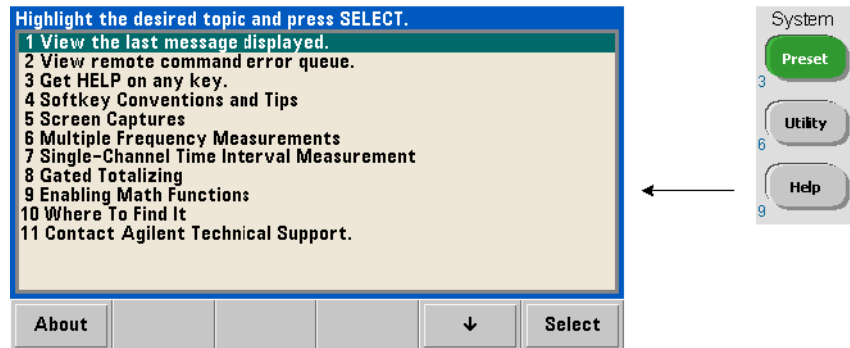 Highlight the desired topic and press SELECT.
1 View the last message displayed.
2 View remote command error queue.
3 Get HELP on any key.
4 Softkey Conventions and Tips
5 Screen Captures
6 Multiple Frequency Measurements
7 Single-Channel Time Interval Measurement
8 Gated Totalizing
9 Enabling Math Functions
10 Where To Find It
11 Contact Agilent Technical Support.
About
↓
Select
System
Preset
3
Utility
6
Help
9